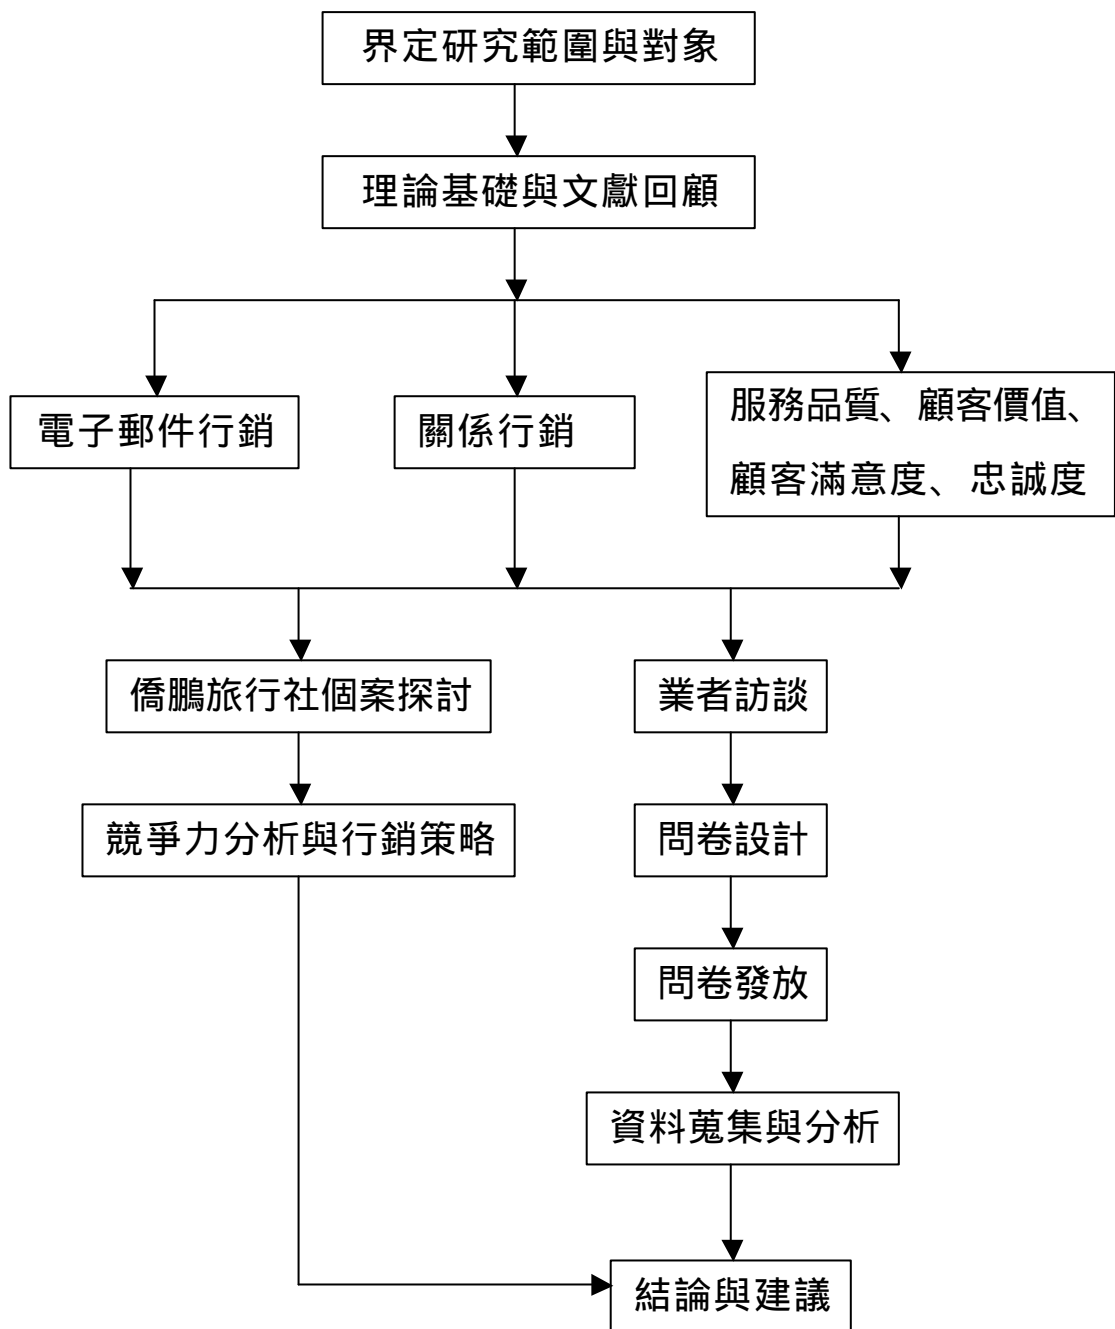 界定研究範圍與對象
理論基礎與文獻回顧
電子郵件行銷
關係行銷
服務品質、顧客價值、
顧客滿意度、忠誠度
僑鵬旅行社個案探討
業者訪談
競爭力分析與行銷策略
問卷設計
問卷發放
資料蒐集與分析
結論與建議